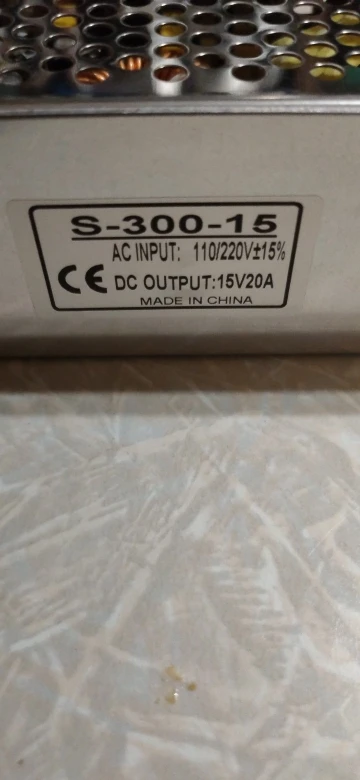 S-300-15
AC INPUT: 110/220V±15%
CE DC OUTPUT:15V20A
MADE IN CHINA